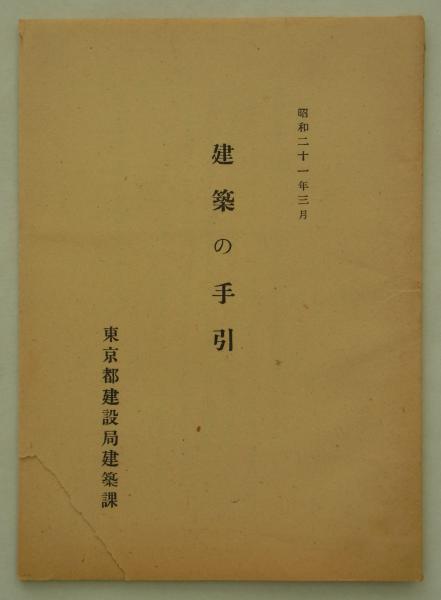 昭和二十一年三月
建築の手引
東京都建設局建築課